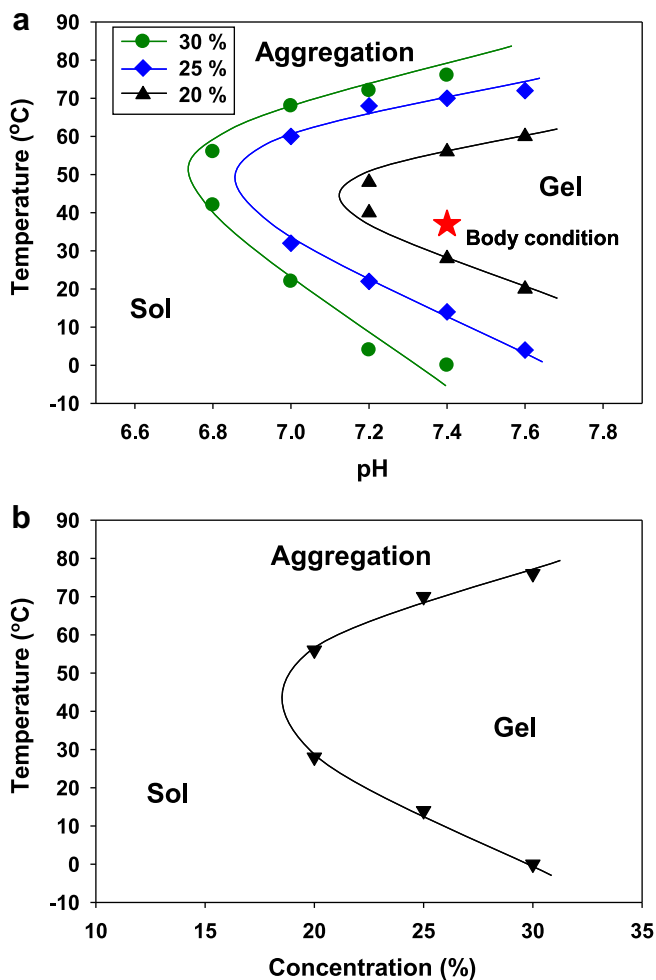 a
90
80
70
60
50
40
30
20
10
0
-10
Temperature (°C)
30 %
25 %
20 %
Aggregation
Gel
Body condition
Sol
6.6 6.8 7.0 7.2 7.4 7.6 7.8
pH
b
90
80
70
60
50
40
30
20
10
0
-10
Temperature (°C)
Aggregation
Gel
Sol
10 15 20 25 30 35
Concentration (%)